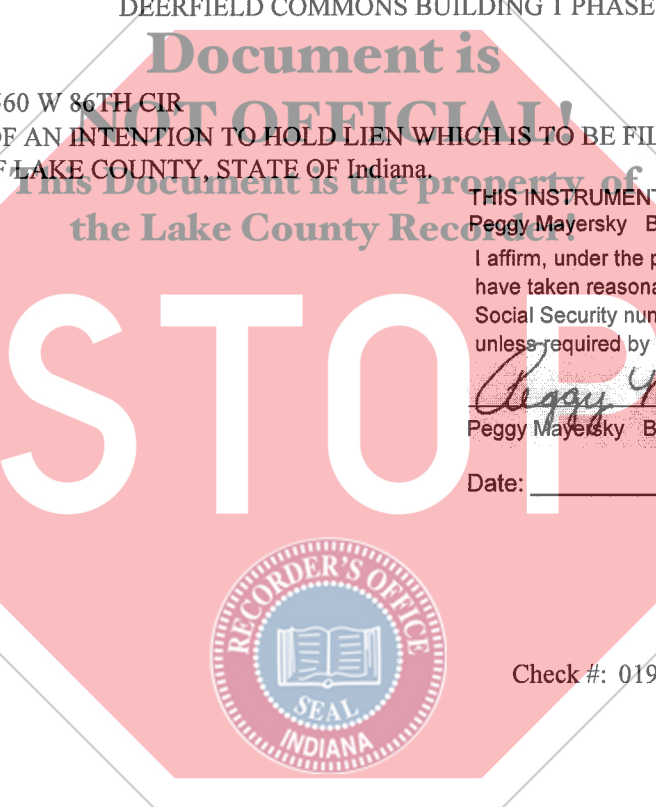 DEERFIELD COMMONS BUILDING 1 PHASE
Document is
60 W 86TH CIR
NOT OFFICIAL!
OF AN INTENTION TO HOLD LIEN WHICH IS TO BE FIL
LAKE COUNTY, STATE OF Indiana.
This Document is the property of
the Lake County Recorder!
THIS INSTRUMENT
Peggy Mayersky B
I affirm, under the p
have taken reasona
Social Security num
unless required by
Peggy
Peggy Mayersky B
Date:
STOP
RECORDER'S OFFICE
SEAL
INDIANA
Check #: 019